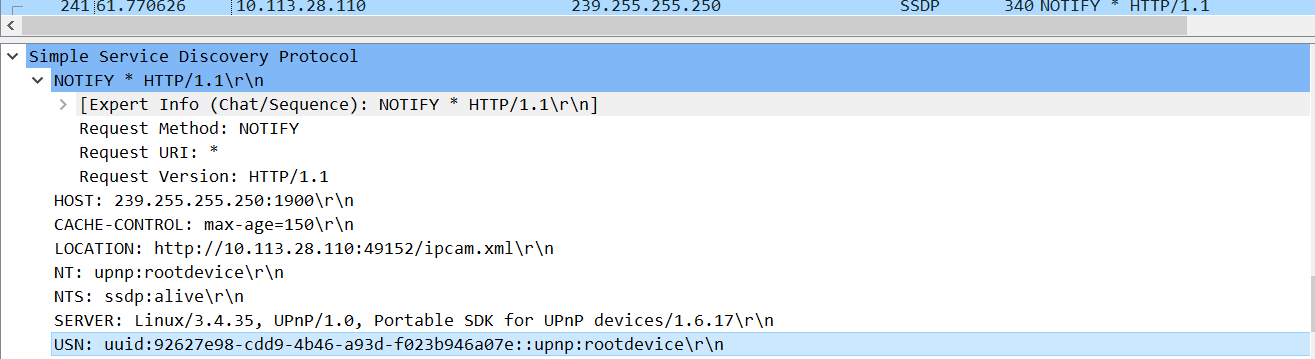 241 61.770626 10.113.28.110 239.255.255.250 SSDP 340 NOTIFY * HTTP/1.1
Simple Service Discovery Protocol
NOTIFY * HTTP/1.1\r\n
[Expert Info (Chat/Sequence): NOTIFY * HTTP/1.1\r\n]
Request Method: NOTIFY
Request URI: *
Request Version: HTTP/1.1
HOST: 239.255.255.250:1900\r\n
CACHE-CONTROL: max-age=150\r\n
LOCATION: http://10.113.28.110:49152/ipcam.xml\r\n
NT: upnp:rootdevice\r\n
NTS: ssdp:alive\r\n
SERVER: Linux/3.4.35, UPnP/1.0, Portable SDK for UPnP devices/1.6.17\r\n
USN: uuid:92627e98-cdd9-4b46-a93d-f023b946a07e::upnp:rootdevice\r\n